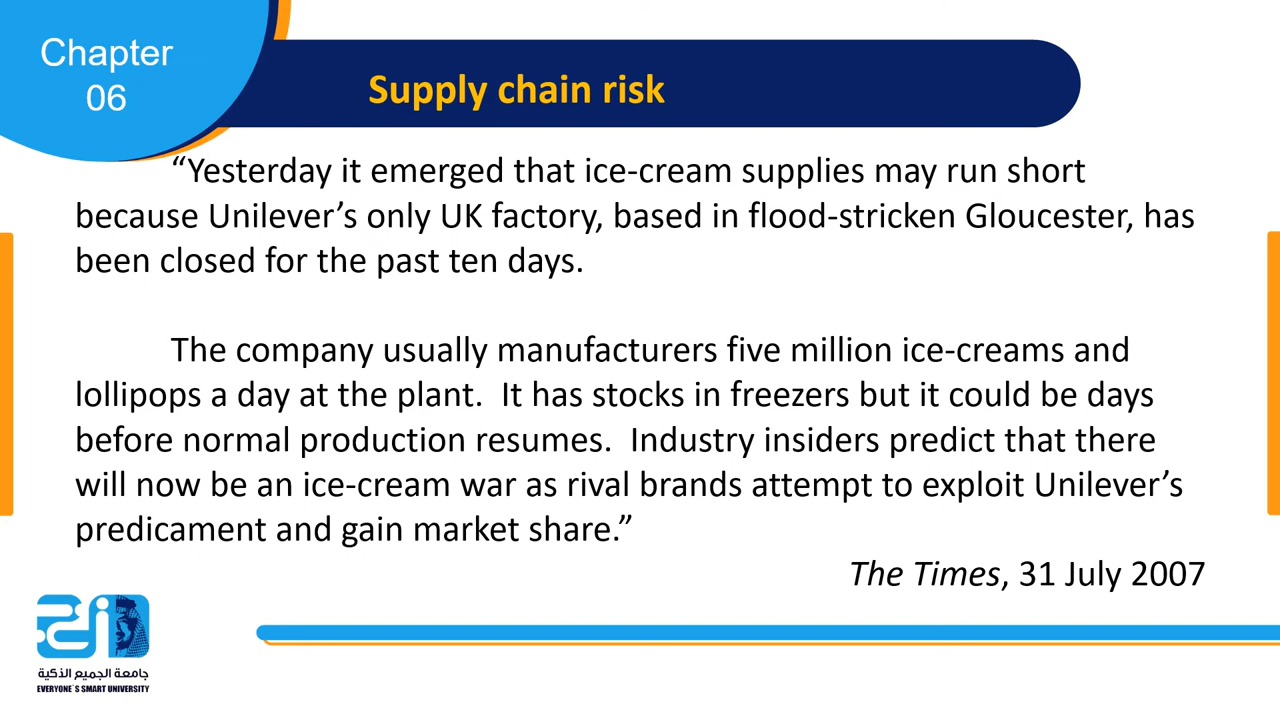 Chapter
06
Supply chain risk
“Yesterday it emerged that ice-cream supplies may run short
because Unilever’s only UK factory, based in flood-stricken Gloucester, has
been closed for the past ten days.
The company usually manufacturers five million ice-creams and
lollipops a day at the plant.  It has stocks in freezers but it could be days
before normal production resumes.  Industry insiders predict that there
will now be an ice-cream war as rival brands attempt to exploit Unilever’s
predicament and gain market share.”
The Times, 31 July 2007
جامعة الجميع الذكية
EVERYONE`S SMART UNIVERSITY